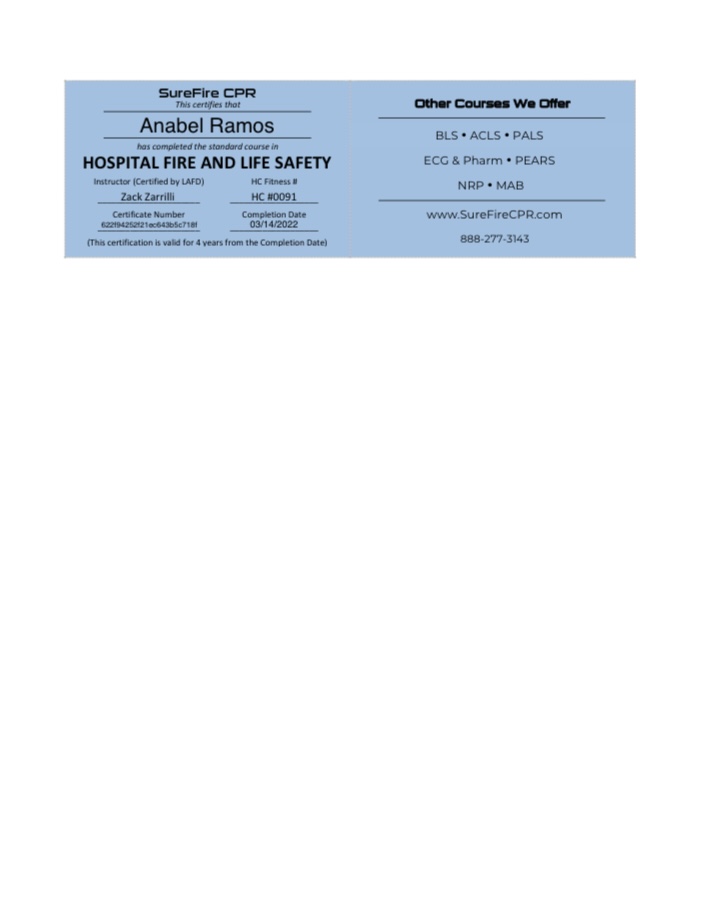 SureFire CPR
This certifies that
Anabel Ramos
has completed the standard course in
HOSPITAL FIRE AND LIFE SAFETY
Instructor (Certified by LAFD) HC Fitness #
Zack Zarrilli HC #0091
Certificate Number Completion Date
622f94252f21ec643b5c718f 03/14/2022
(This certification is valid for 4 years from the Completion Date)
Other Courses We Offer
BLS • ACLS • PALS
ECG & Pharm • PEARS
NRP • MAB
www.SureFireCPR.com
888-277-3143